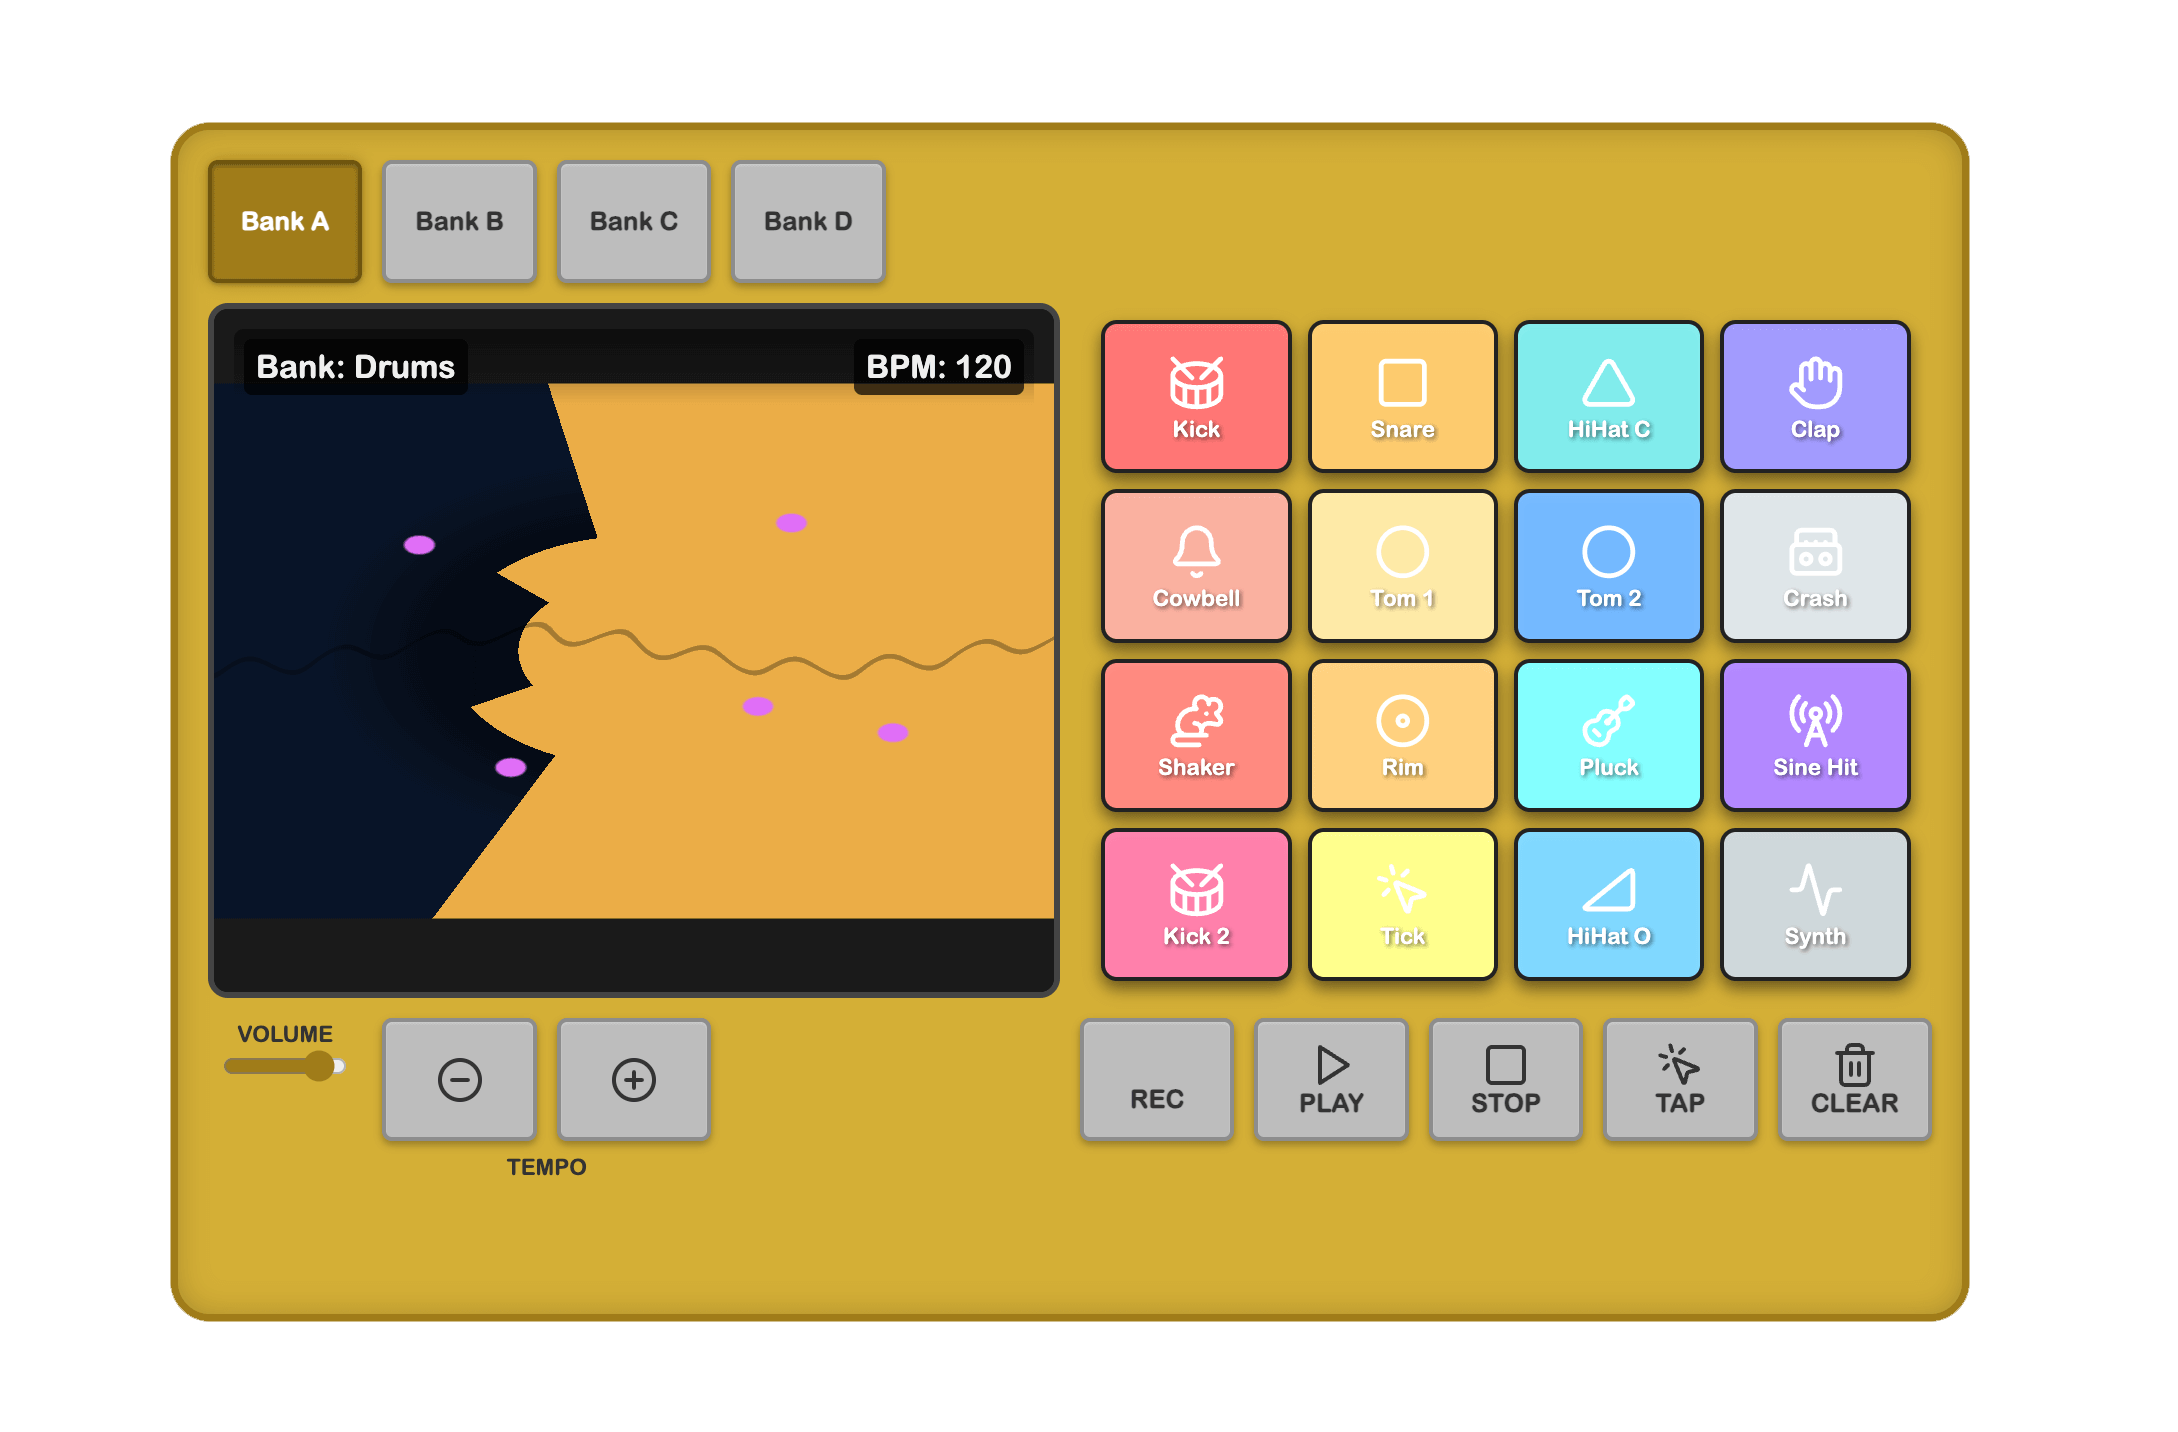 Bank A
Bank B
Bank C
Bank D
Bank: Drums
BPM: 120
Kick
Snare
HiHat C
Clap
Cowbell
Tom 1
Tom 2
Crash
Shaker
Rim
Pluck
Sine Hit
Kick 2
Tick
HiHat O
Synth
VOLUME
TEMPO
REC
PLAY
STOP
TAP
CLEAR